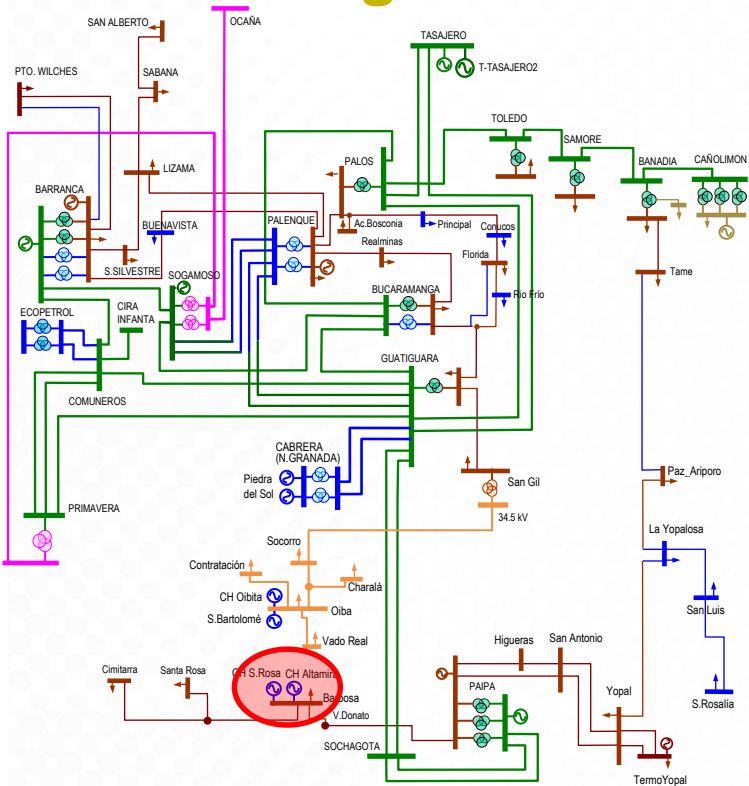 OCAÑA
SAN ALBERTO
TASAJERO
T-TASAJERO2
PTO. WILCHES
SABANA
TOLEDO
SAMORE
BANADIA
CAÑOLIMON
PALOS
LIZAMA
BARRANCA
BUENAVISTA
PALENQUE
Ac.Bosconia
Principal
Conucos
Realminas
Florida
S.SILVESTRE
SOGAMOSO
Rio Frío
Tame
BUCARAMANGA
ECOPETROL
CIRA
INFANTA
GUATIGUARA
COMUNEROS
CABRERA
(N.GRANADA)
Piedra
del Sol
San Gil
Paz_Ariporo
PRIMAVERA
34.5 kV
La Yopalosa
Socorro
Contratación
Charalá
CH Oibita
S.Bartolomé
Oiba
San Luis
Vado Real
Higueras
San Antonio
Cimitarra
Santa Rosa
CH S.Rosa
CH Altamira
Barbosa
PAIPA
Yopal
S.Rosalía
V.Donato
SOCHAGOTA
TermoYopal